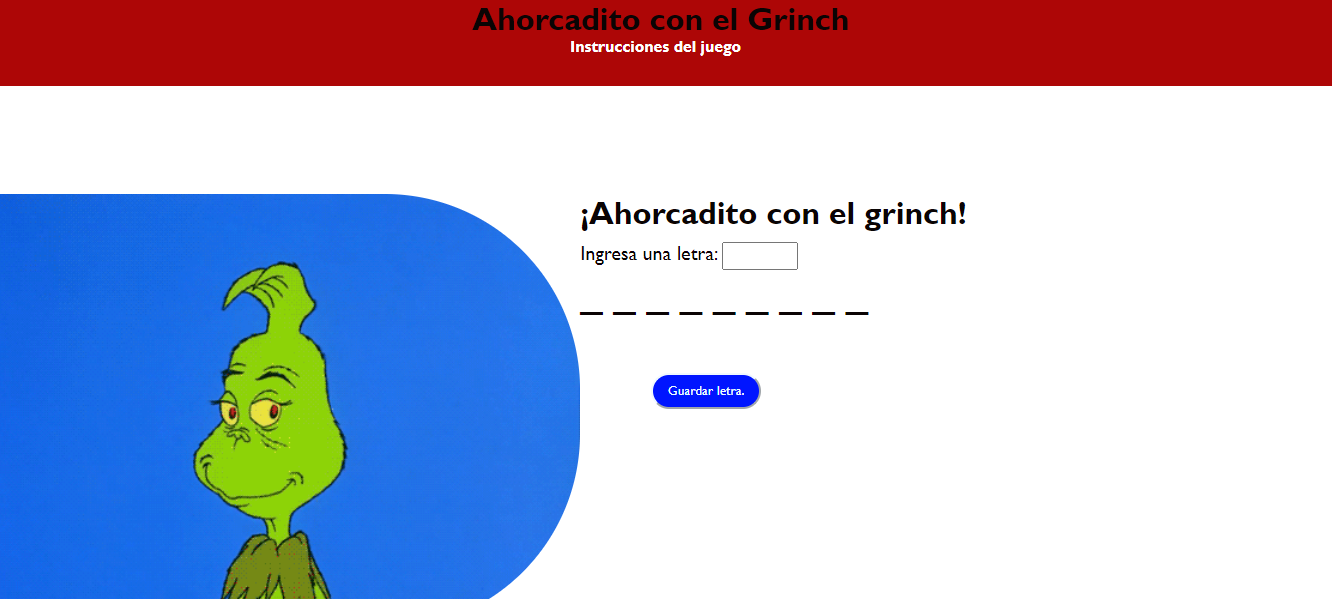 Ahorcadito con el Grinch
Instrucciones del juego
¡Ahorcadito con el grinch!
Ingresa una letra:
_ _ _ _ _ _ _ _ _
Guardar letra.